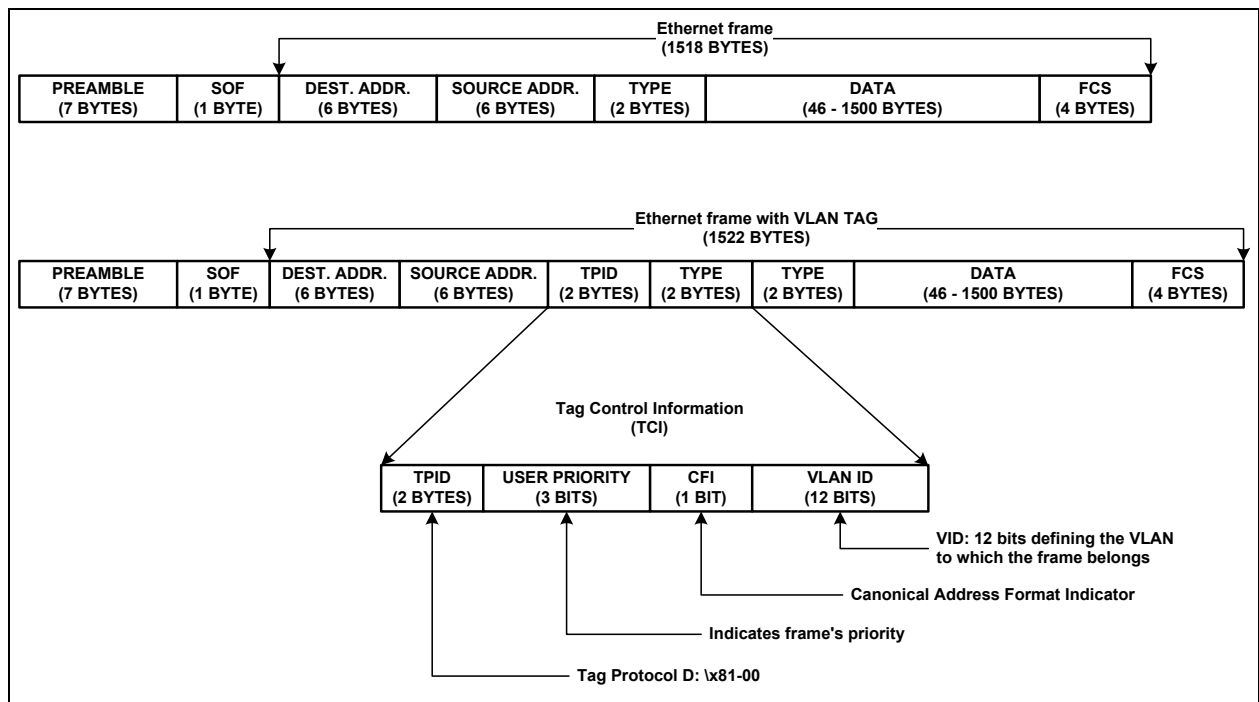 Ethernet frame
(1518 BYTES)
PREAMBLE
(7 BYTES)
SOF
(1 BYTE)
DEST. ADDR.
(6 BYTES)
SOURCE ADDR.
(6 BYTES)
TYPE
(2 BYTES)
DATA
(46 - 1500 BYTES)
FCS
(4 BYTES)
Ethernet frame with VLAN TAG
(1522 BYTES)
PREAMBLE
(7 BYTES)
SOF
(1 BYTE)
DEST. ADDR.
(6 BYTES)
SOURCE ADDR.
(6 BYTES)
TPID
(2 BYTES)
TYPE
(2 BYTES)
TYPE
(2 BYTES)
DATA
(46 - 1500 BYTES)
FCS
(4 BYTES)
Tag Control Information
(TCI)
TPID
(2 BYTES)
USER PRIORITY
(3 BITS)
CFI
(1 BIT)
VLAN ID
(12 BITS)
VID: 12 bits defining the VLAN
to which the frame belongs
Canonical Address Format Indicator
Indicates frame's priority
Tag Protocol D: \x81-00